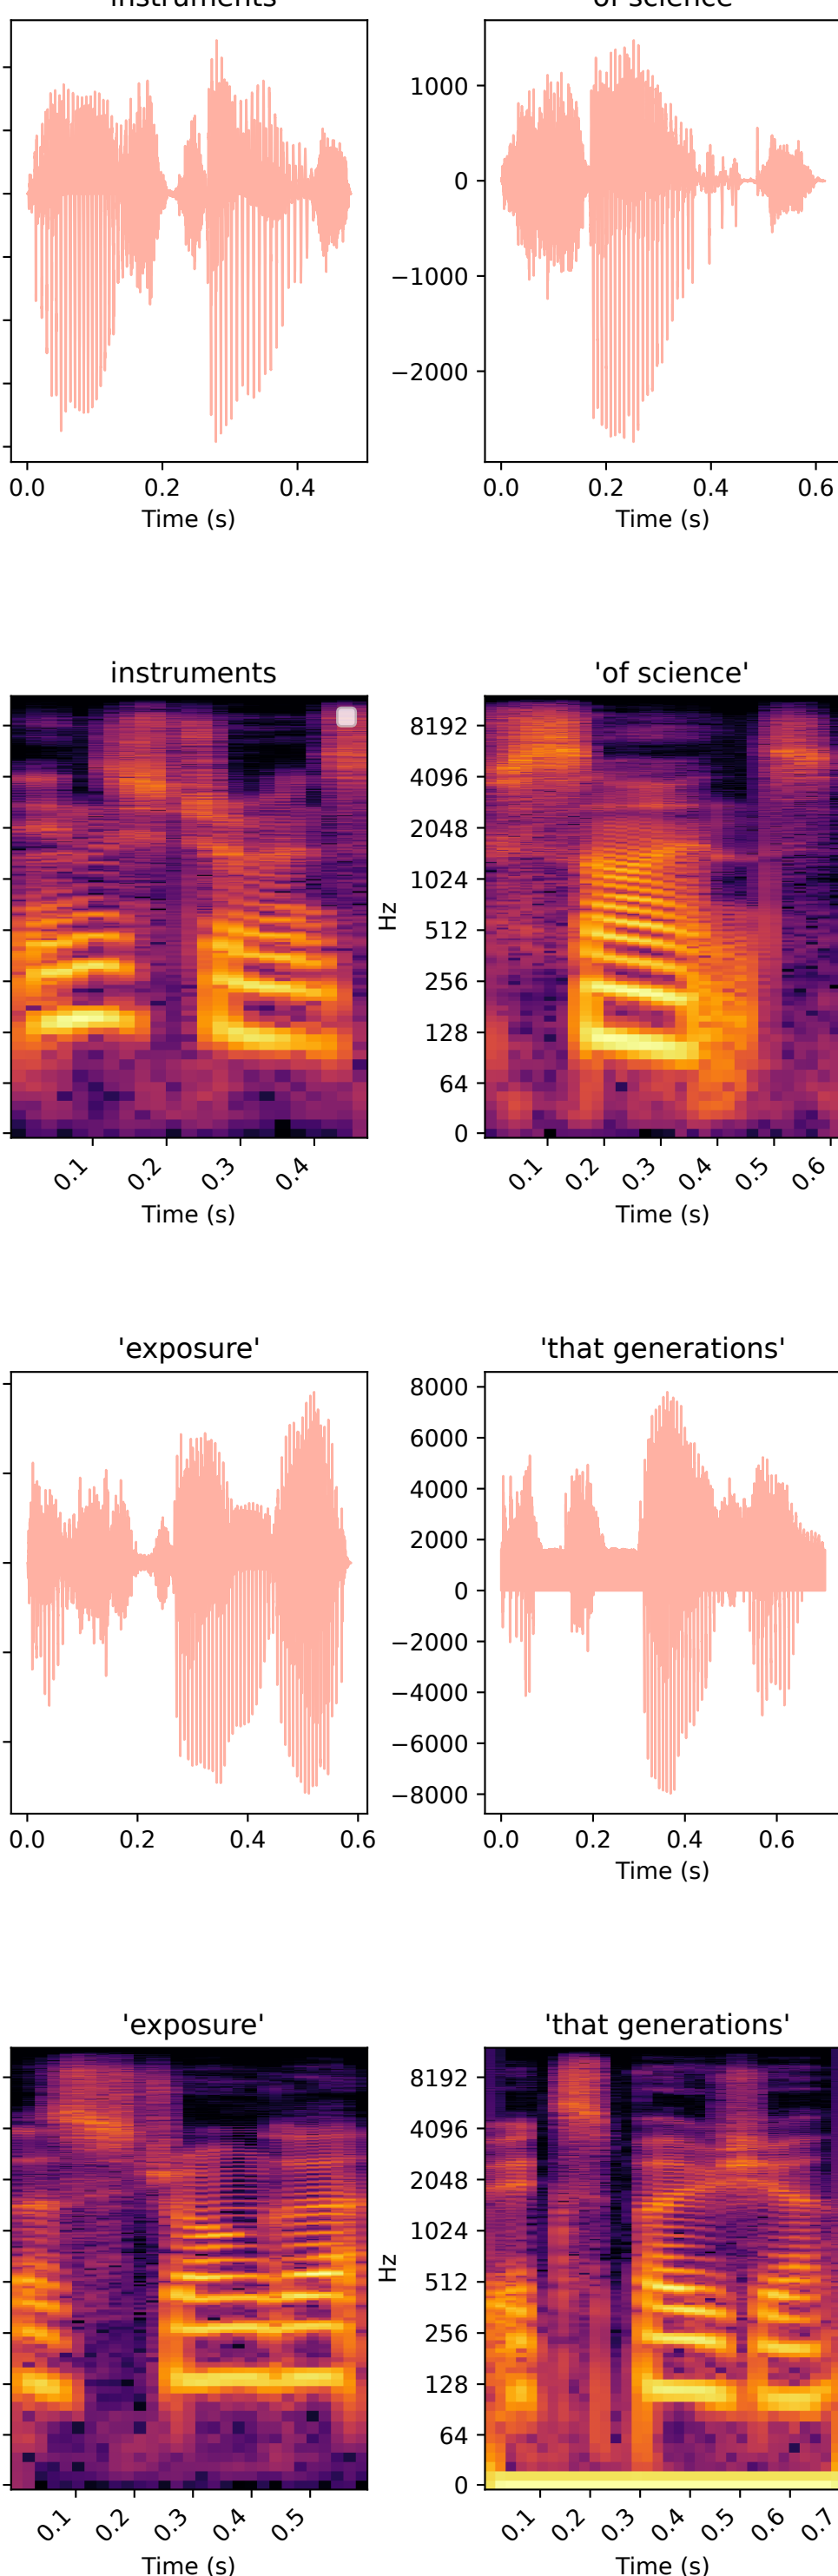 instruments 'of science'
1000
0
−1000
−2000
0.0 0.2 0.4 0.0 0.2 0.4 0.6
Time (s) Time (s)
instruments 'of science'
8192
4096
2048
1024
512
256
128
64
0
Hz
0.1 0.2 0.3 0.4 0.1 0.2 0.3 0.4 0.5 0.6
Time (s) Time (s)
'exposure' 'that generations'
8000
6000
4000
2000
0
−2000
−4000
−6000
−8000
0.0 0.2 0.4 0.6 0.0 0.2 0.4 0.6
Time (s)
'exposure' 'that generations'
8192
4096
2048
1024
512
256
128
64
0
Hz
0.1 0.2 0.3 0.4 0.5 0.1 0.2 0.3 0.4 0.5 0.6 0.7
Time (s) Time (s)